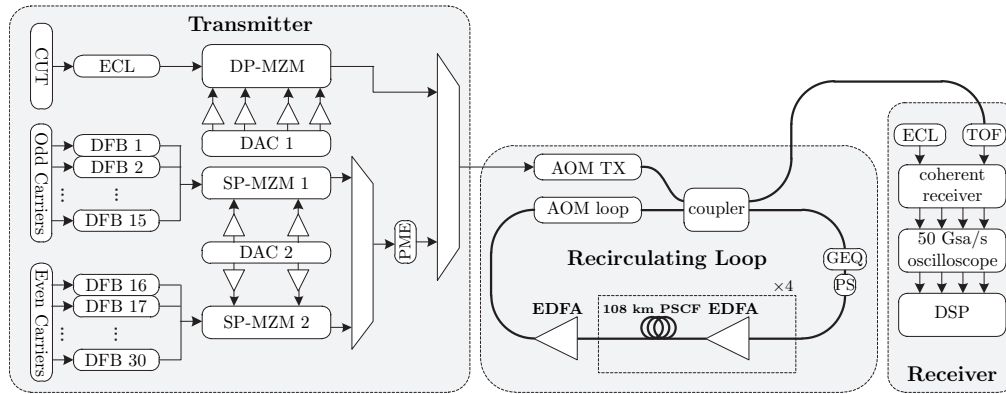 Transmitter
CUT
ECL
DP-MZM
DAC 1
Odd Carriers
DFB 1
DFB 2
...
...
DFB 15
SP-MZM 1
DAC 2
SP-MZM 2
Even Carriers
DFB 16
DFB 17
...
...
DFB 30
PME
AOM TX
AOM loop
coupler
Recirculating Loop
GEQ
PS
×4
EDFA
108 km PSCF
EDFA
ECL
TOF
coherent
receiver
50 Gsa/s
oscilloscope
DSP
Receiver